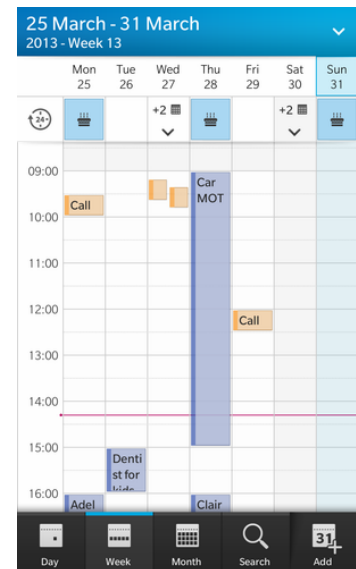 25 March - 31 March
2013 - Week 13
Mon Tue Wed Thu Fri Sat Sun
25 26 27 28 29 30 31
24 +2 +2
09:00
Car
MOT
Call
10:00
11:00
12:00
Call
13:00
14:00
15:00
Denti
st for
kids
16:00
Adel Clair
31
Day Week Month Search Add